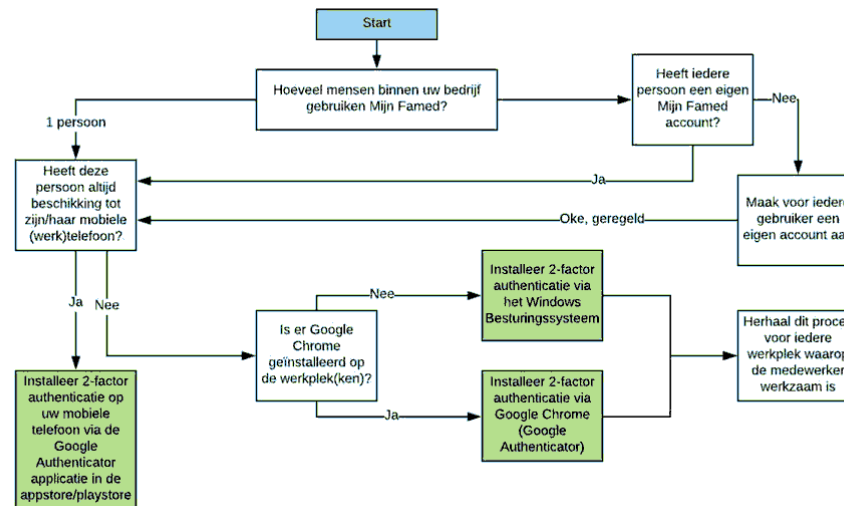 Start
Hoeveel mensen binnen uw bedrijf
gebruiken Mijn Famed?
Heeft iedere
persoon een eigen
Mijn Famed
account?
Nee
1 persoon
Heeft deze
persoon altijd
beschikking tot
zijn/haar mobiele
(werk)telefoon?
Ja
Maak voor iedere
gebruiker een
eigen account aa
Oke, geregeld
Ja
Nee
Nee
Installeer 2-factor
authenticatie via
het Windows
Besturingssysteem
Is er Google
Chrome
geïnstalleerd op
de werkplek(ken)?
Herhaal dit proce
voor iedere
werkplek waarop
de medewerker
werkzaam is
Ja
Installeer 2-factor
authenticatie via
Google Chrome
(Google
Authenticator)
Installeer 2-factor
authenticatie op
uw mobiele
telefoon via de
Google
Authenticator
applicatie in de
appstore/playstore